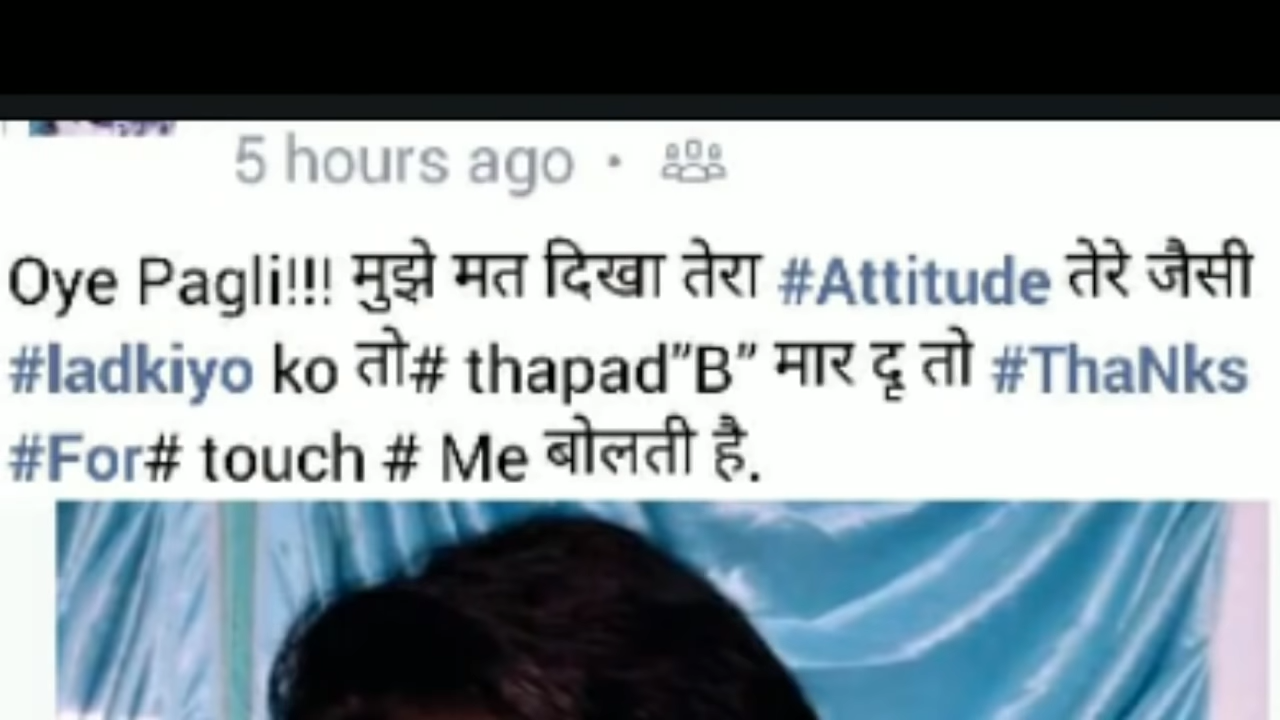 5 hours ago ·
Oye Pagli!!! मुझे मत दिखा तेरा #Attitude तेरे जैसी
#ladkiyo ko तो# thapad”B” मार दृ तो #ThaNks
#For# touch # Me बोलती है.